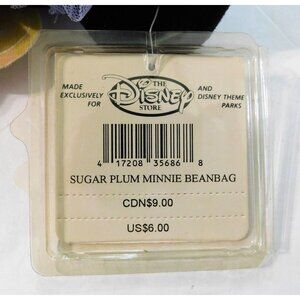 MADE EXCLUSIVELY FOR
THE DISNEY STORE
AND DISNEY THEME PARKS
4 17208 35686 8
SUGAR PLUM MINNIE BEANBAG
CDN$9.00
US$6.00